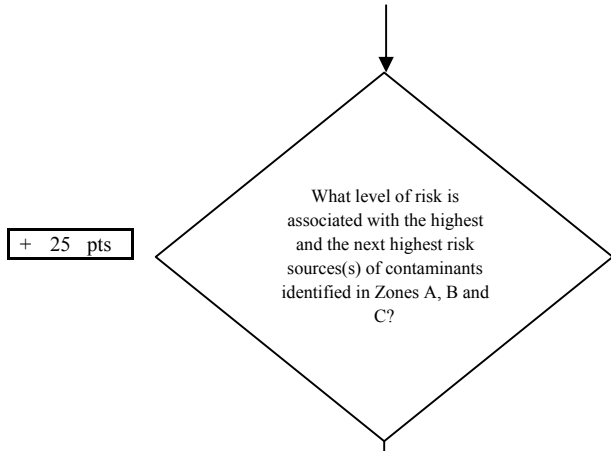 What level of risk is
associated with the highest
and the next highest risk
sources(s) of contaminants
identified in Zones A, B and
C?
+ 25 pts